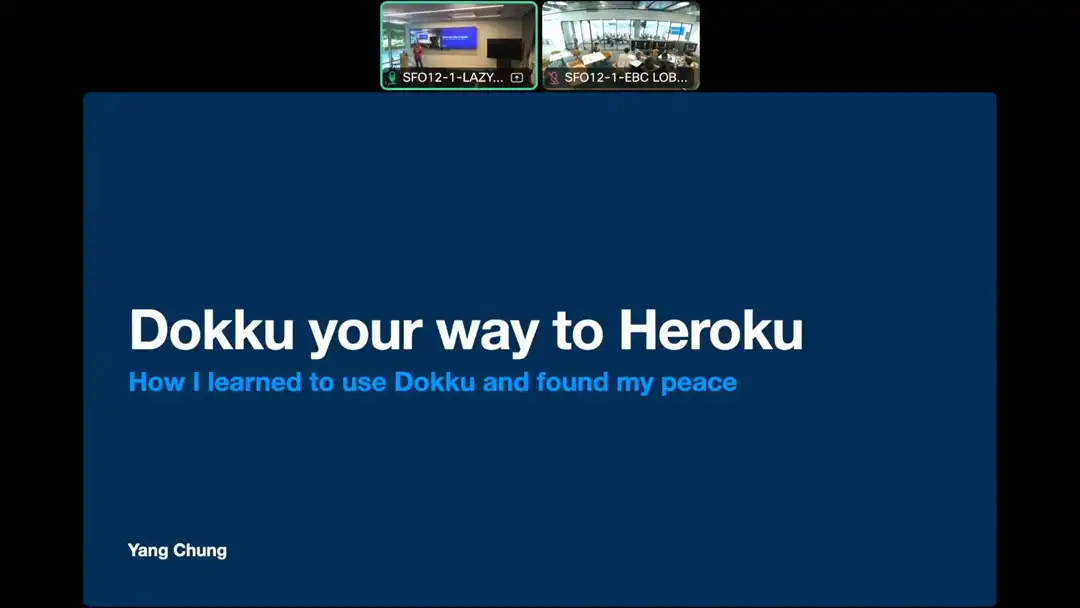 SFO12-1-LAZY...
SFO12-1-EBC LOB...
Dokku your way to Heroku
How I learned to use Dokku and found my peace
Yang Chung